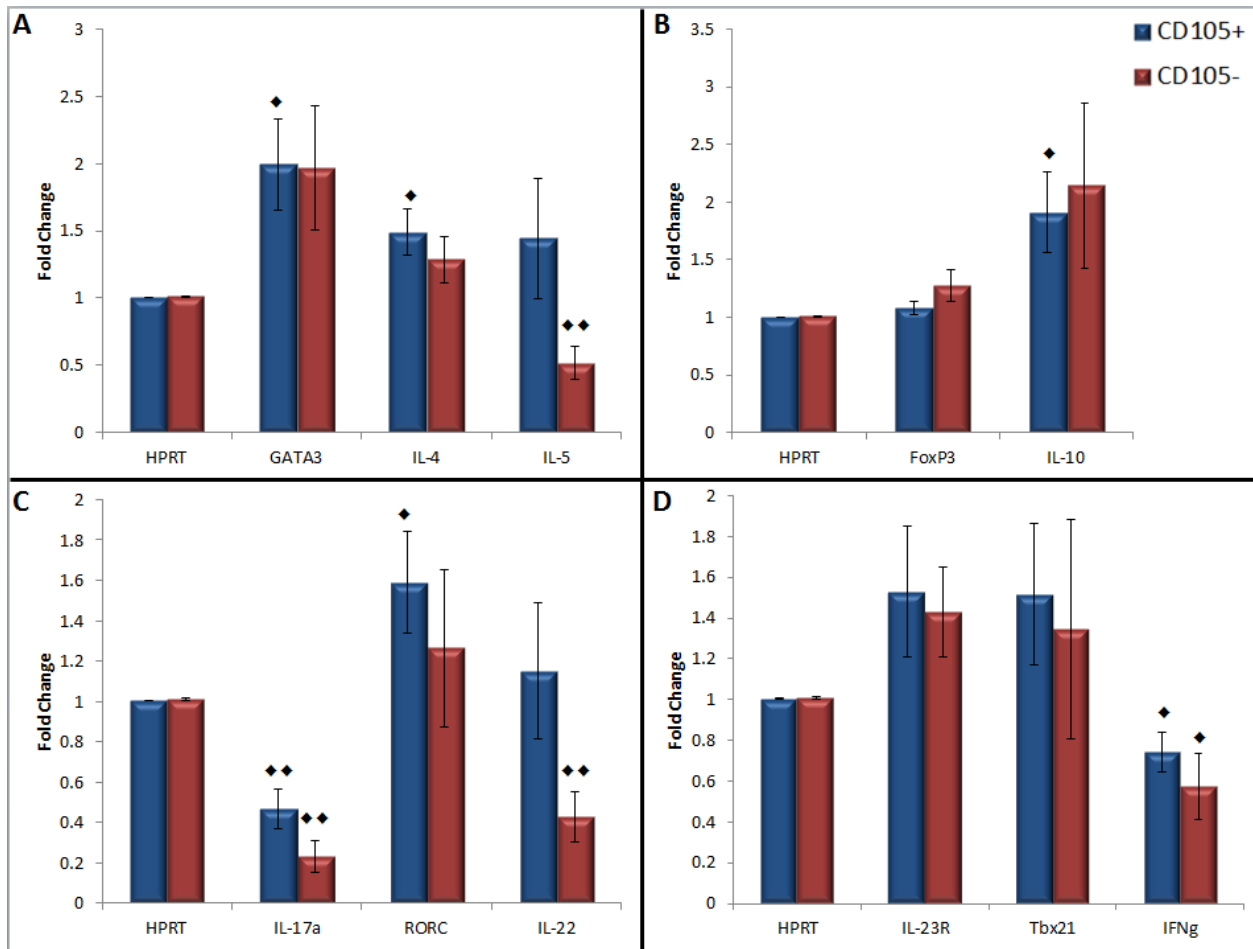 A
3
2.5
2
1.5
1
0.5
0
Fold Change
HPRT GATA3 IL-4 IL-5
B
3.5
3
2.5
2
1.5
1
0.5
0
Fold Change
HPRT FoxP3 IL-10
CD105+
CD105-
C
2
1.8
1.6
1.4
1.2
1
0.8
0.6
0.4
0.2
0
Fold Change
HPRT IL-17a RORC IL-22
D
2
1.8
1.6
1.4
1.2
1
0.8
0.6
0.4
0.2
0
Fold Change
HPRT IL-23R Tbx21 IFNg